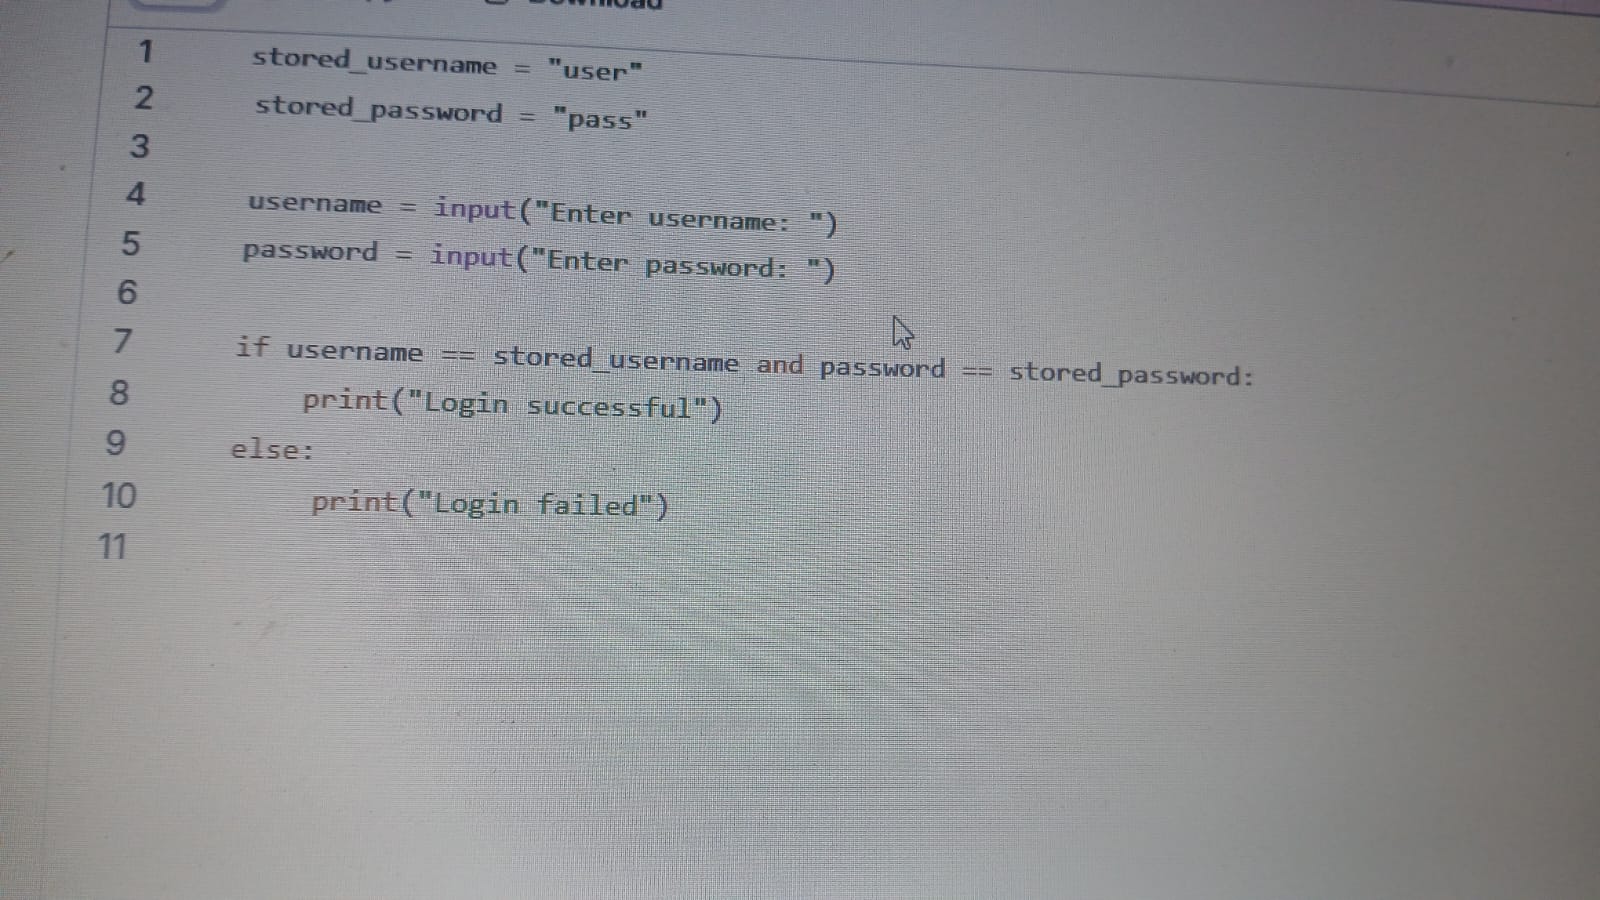 Download
1 stored_username = "user"
2 stored_password = "pass"
3
4 username = input("Enter username: ")
5 password = input("Enter password: ")
6
7 if username == stored_username and password == stored_password:
8     print("Login successful")
9 else:
10     print("Login failed")
11